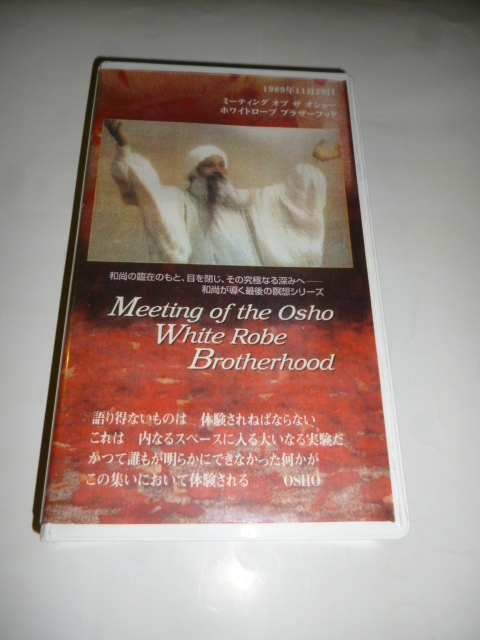 1989年11月29日
ミーティング オブ ザ オショー
ホワイトローブ ブラザーフッド
和尚の臨在のもと、目を閉じ、その究極なる深みへ――
和尚が導く最後の瞑想シリーズ
Meeting of the Osho
White Robe
Brotherhood
語り得ないものは 体験されねばならない
これは 内なるスペースに入る大いなる実験だ
かつて誰もが明らかにできなかった何かが
この集いにおいて体験される OSHO